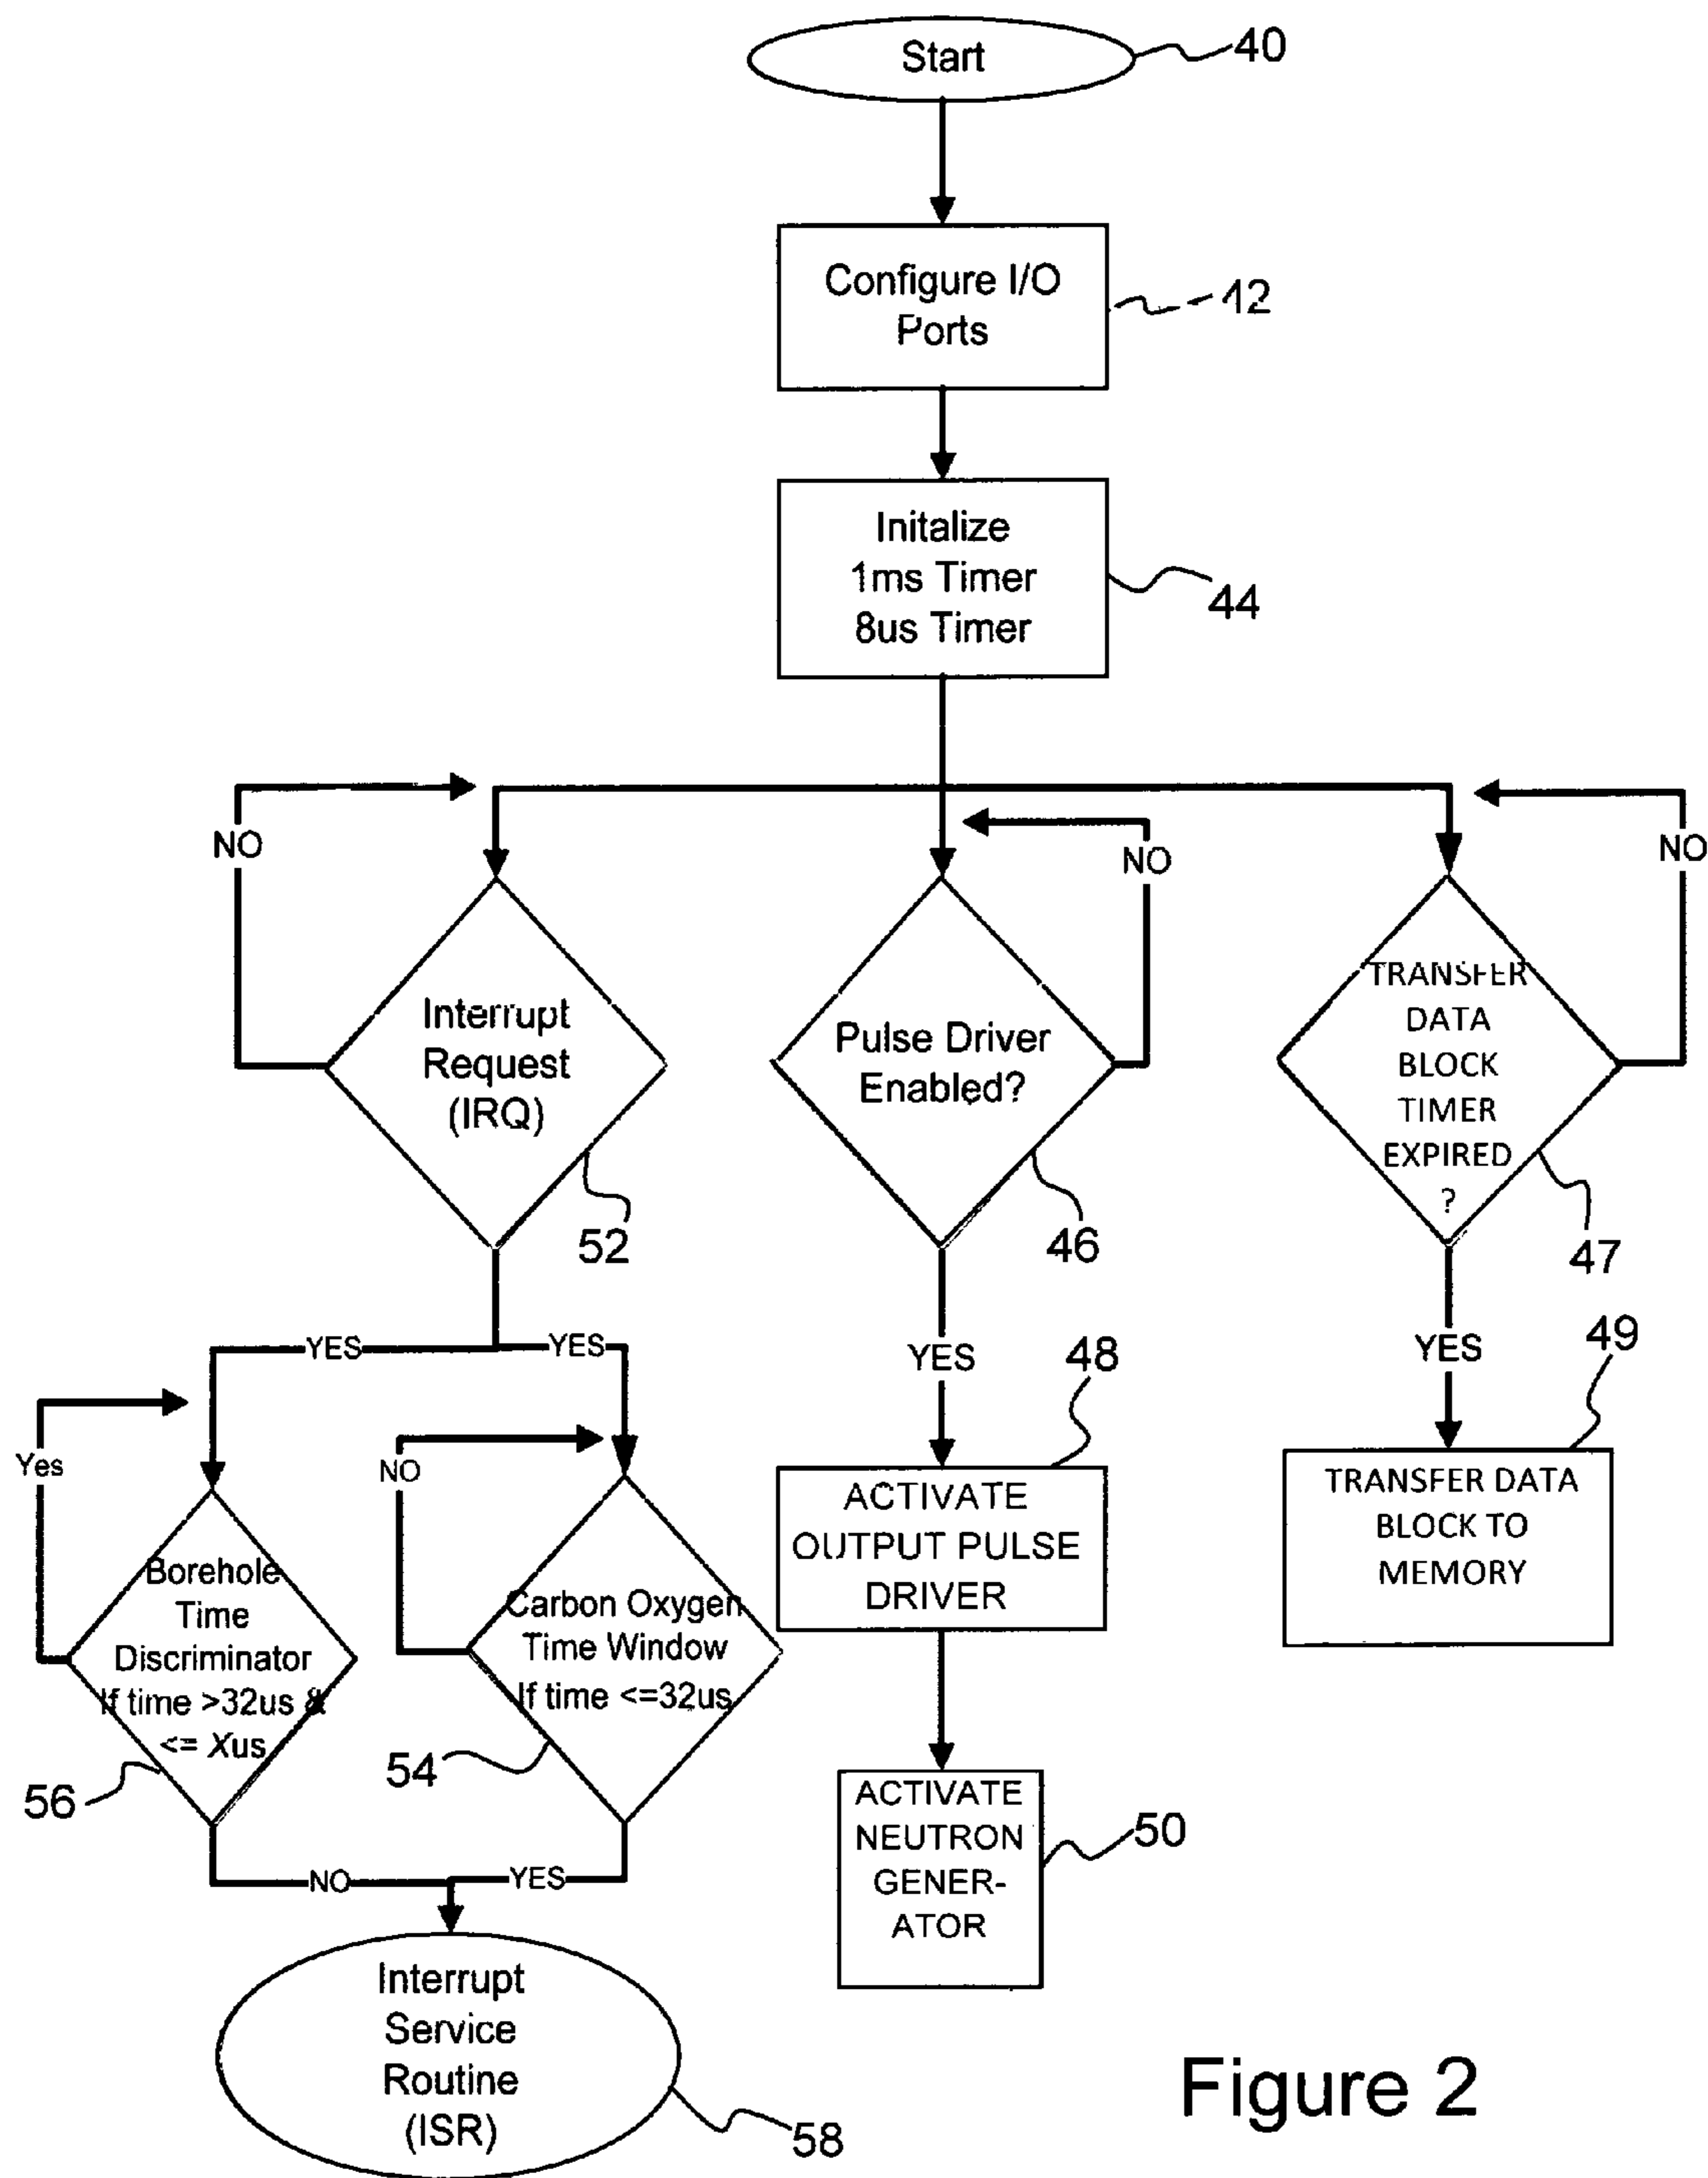 Start
40
Configure I/O
Ports
42
Initalize
1ms Timer
8us Timer
44
NO
NO
NO
Interrupt
Request
(IRQ)
52
Pulse Driver
Enabled?
46
TRANSFER
DATA
BLOCK
TIMER
EXPIRED
?
47
YES
YES
YES
YES
Yes
NO
48
49
Borehole
Time
Discriminator
If time >32us &
<= Xus
56
Carbon Oxygen
Time Window
If time <=32us
54
ACTIVATE
OUTPUT PULSE
DRIVER
TRANSFER DATA
BLOCK TO
MEMORY
ACTIVATE
NEUTRON
GENER-
ATOR
50
NO
YES
Interrupt
Service
Routine
(ISR)
58
Figure 2